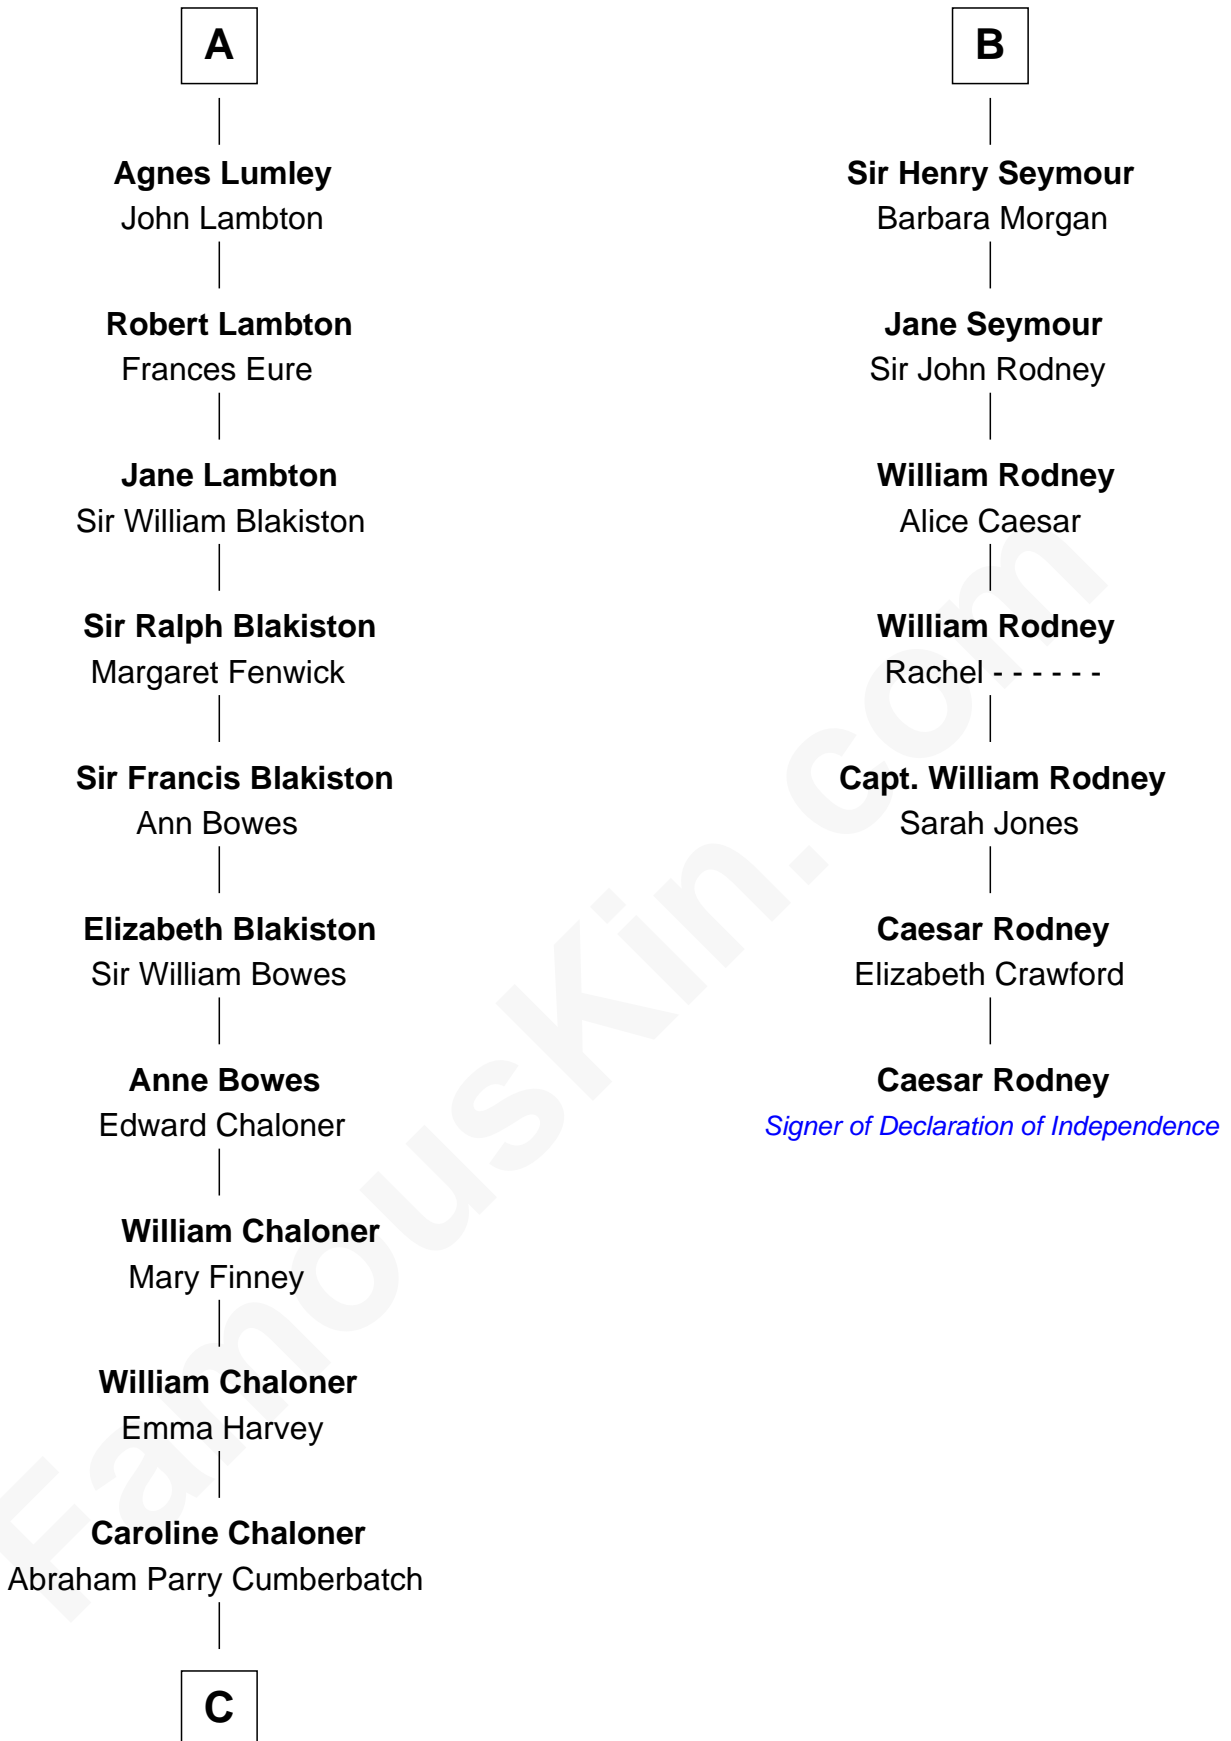 A
Agnes Lumley
John Lambton
Robert Lambton
Frances Eure
Jane Lambton
Sir William Blakiston
Sir Ralph Blakiston
Margaret Fenwick
Sir Francis Blakiston
Ann Bowes
Elizabeth Blakiston
Sir William Bowes
Anne Bowes
Edward Chaloner
William Chaloner
Mary Finney
William Chaloner
Emma Harvey
Caroline Chaloner
Abraham Parry Cumberbatch
C
B
Sir Henry Seymour
Barbara Morgan
Jane Seymour
Sir John Rodney
William Rodney
Alice Caesar
William Rodney
Rachel - - - - - -
Capt. William Rodney
Sarah Jones
Caesar Rodney
Elizabeth Crawford
Caesar Rodney
Signer of Declaration of Independence
FamousKin.com